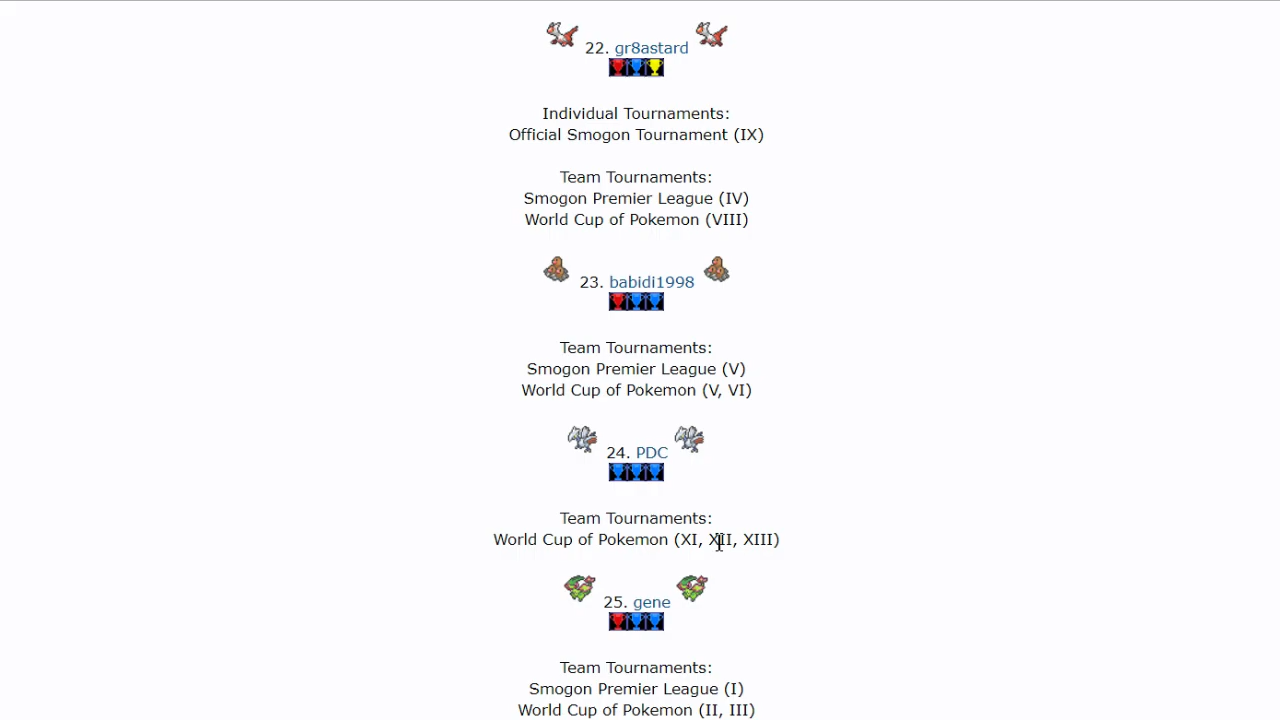 22. gr8astard
Individual Tournaments:
Official Smogon Tournament (IX)
Team Tournaments:
Smogon Premier League (IV)
World Cup of Pokemon (VIII)
23. babidi1998
Team Tournaments:
Smogon Premier League (V)
World Cup of Pokemon (V, VI)
24. PDC
Team Tournaments:
World Cup of Pokemon (XI, XII, XIII)
25. gene
Team Tournaments:
Smogon Premier League (I)
World Cup of Pokemon (II, III)